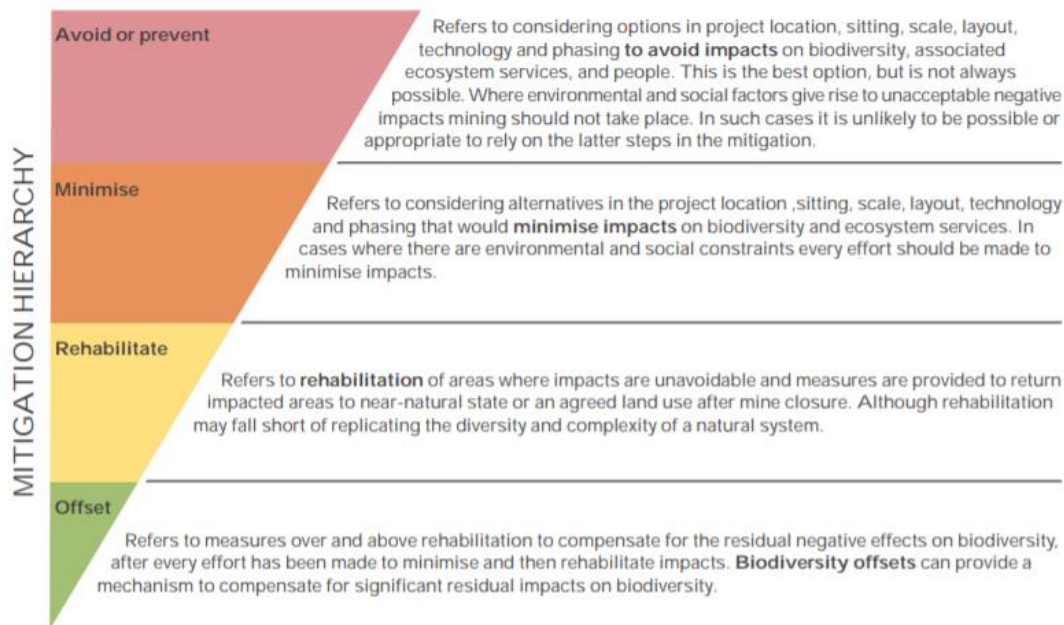 MITIGATION HIERARCHY
Avoid or prevent
Refers to considering options in project location, sitting, scale, layout,
technology and phasing to avoid impacts on biodiversity, associated
ecosystem services, and people. This is the best option, but is not always
possible. Where environmental and social factors give rise to unacceptable negative
impacts mining should not take place. In such cases it is unlikely to be possible or
appropriate to rely on the latter steps in the mitigation.
Minimise
Refers to considering alternatives in the project location ,sitting, scale, layout, technology
and phasing that would minimise impacts on biodiversity and ecosystem services. In
cases where there are environmental and social constraints every effort should be made to
minimise impacts.
Rehabilitate
Refers to rehabilitation of areas where impacts are unavoidable and measures are provided to return
impacted areas to near-natural state or an agreed land use after mine closure. Although rehabilitation
may fall short of replicating the diversity and complexity of a natural system.
Offset
Refers to measures over and above rehabilitation to compensate for the residual negative effects on biodiversity,
after every effort has been made to minimise and then rehabilitate impacts. Biodiversity offsets can provide a
mechanism to compensate for significant residual impacts on biodiversity.